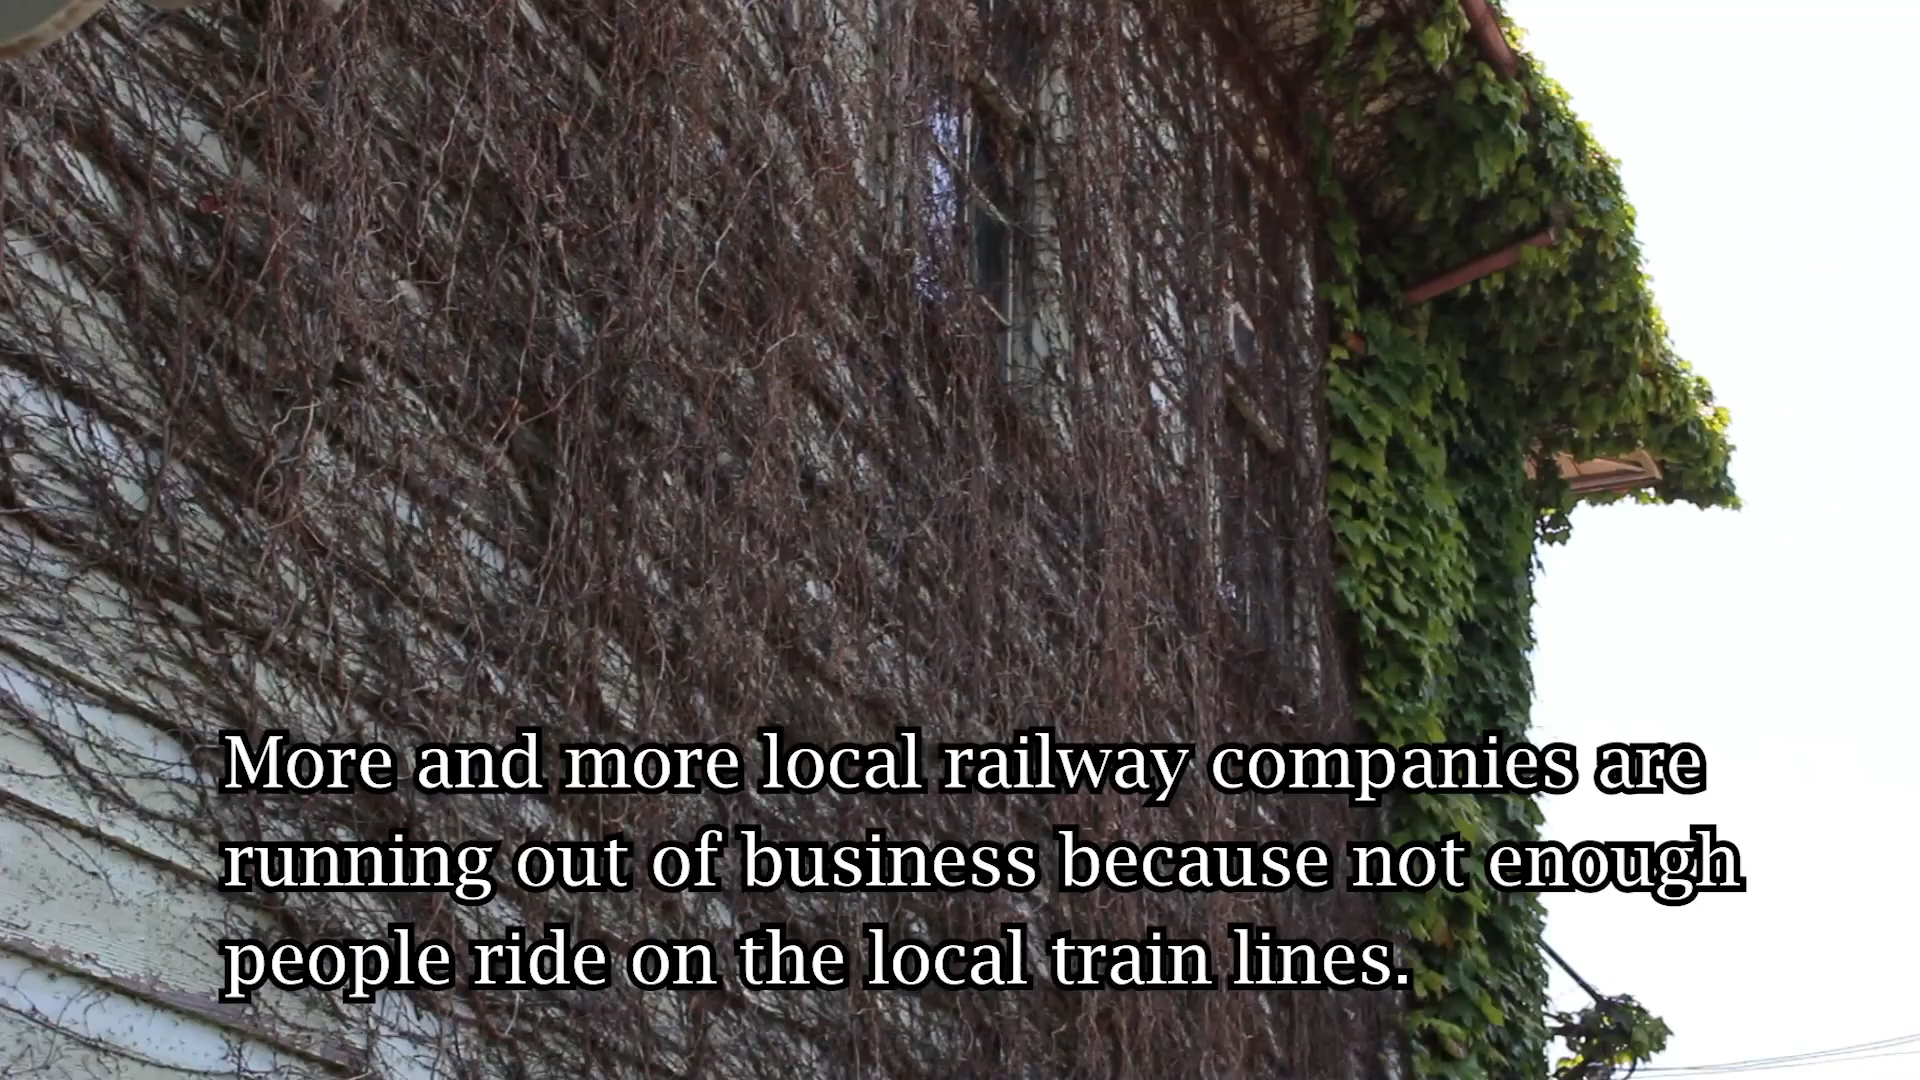 More and more local railway companies are
running out of business because not enough
people ride on the local train lines.